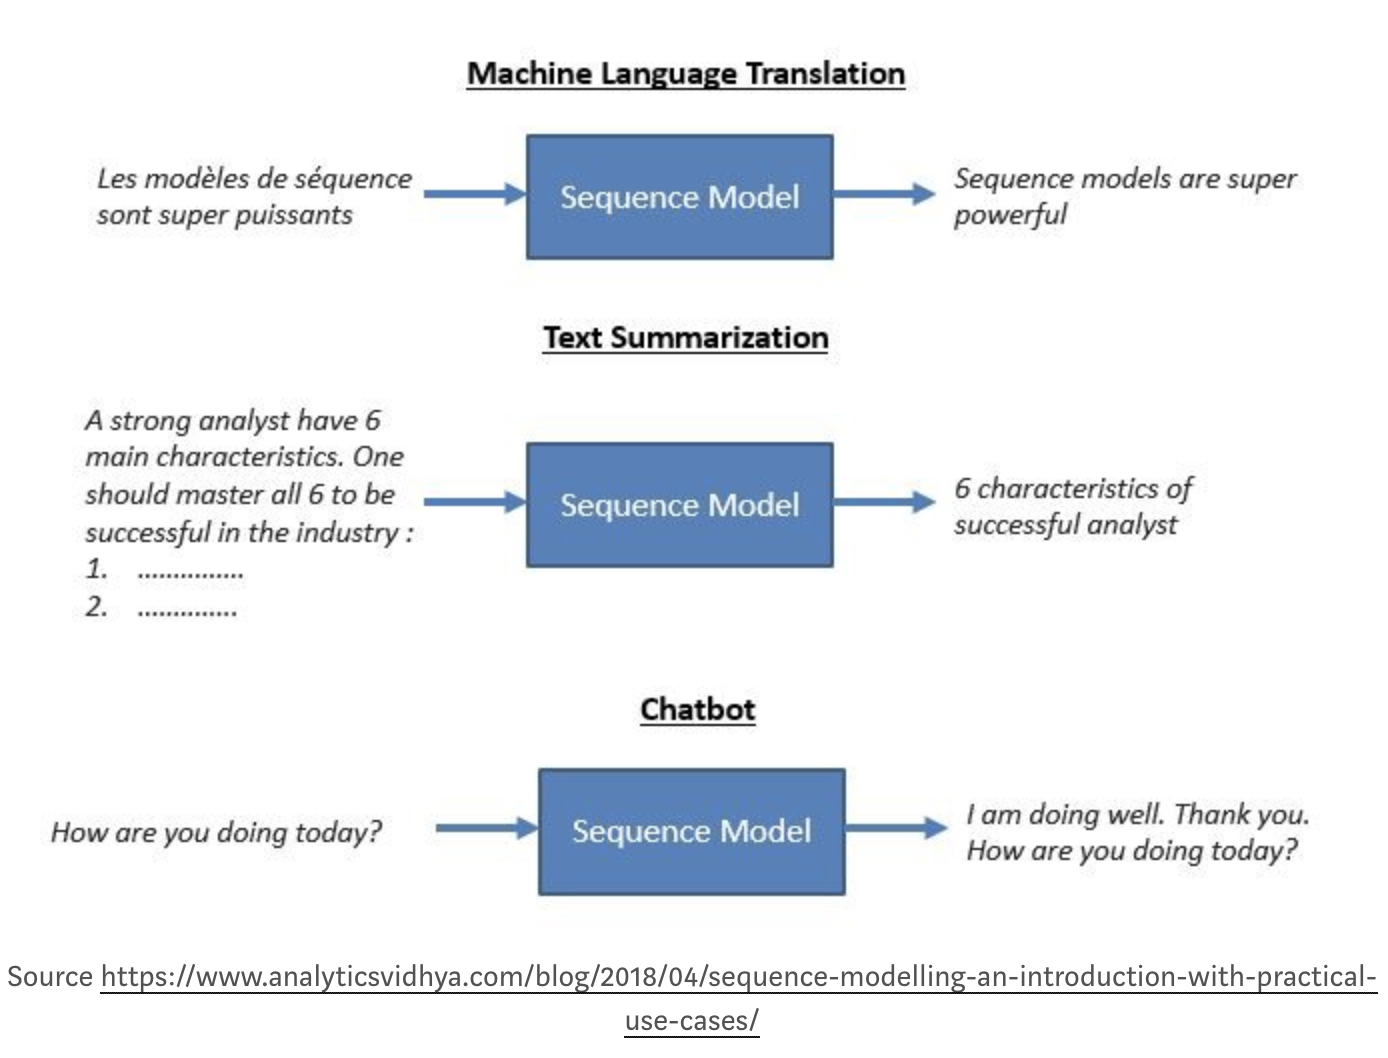 Machine Language Translation
Les modèles de séquence
sont super puissants
Sequence Model
Sequence models are super
powerful
Text Summarization
A strong analyst have 6
main characteristics. One
should master all 6 to be
successful in the industry :
1. ...............
2. ..............
Sequence Model
6 characteristics of
successful analyst
Chatbot
How are you doing today?
Sequence Model
I am doing well. Thank you.
How are you doing today?
Source https://www.analyticsvidhya.com/blog/2018/04/sequence-modelling-an-introduction-with-practical-
use-cases/